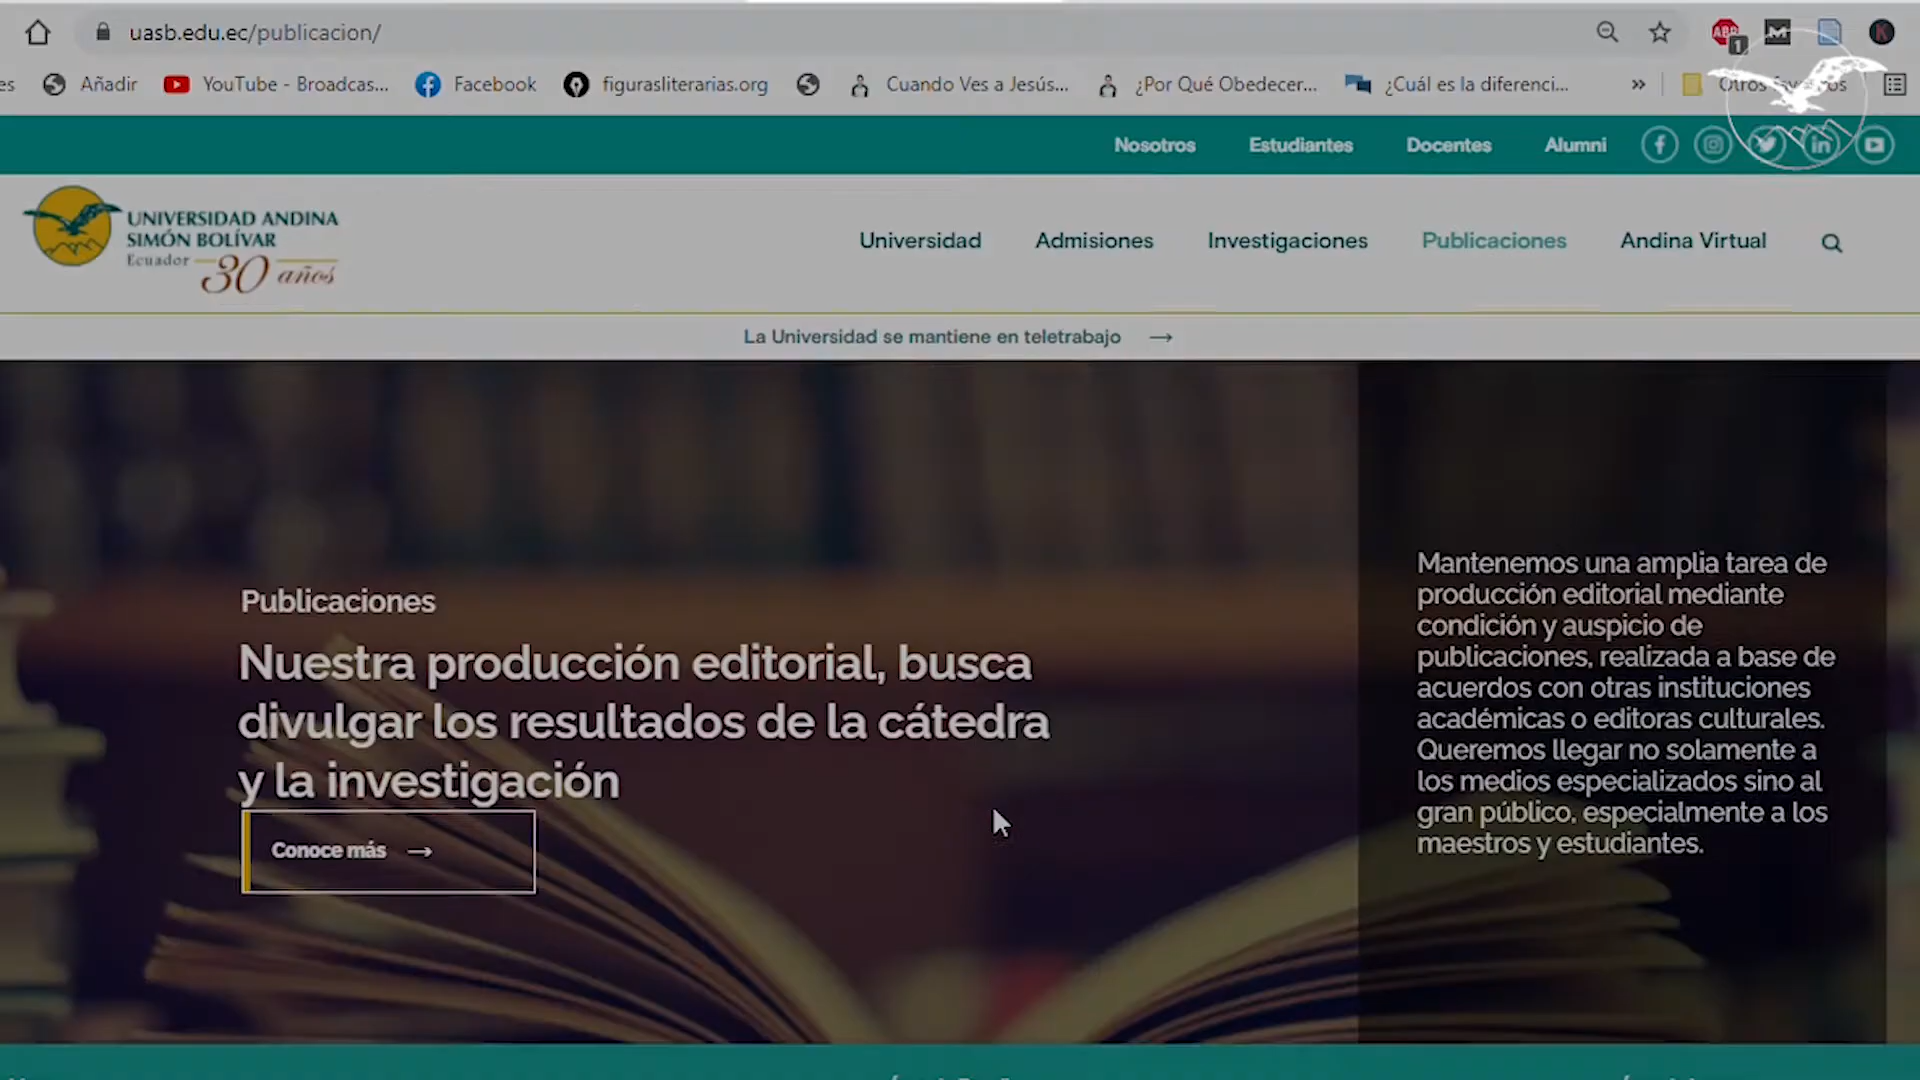 uasb.edu.ec/publicacion/
ABP
1
es
Añadir
YouTube - Broadcas...
Facebook
figurasliterarias.org
Cuando Ves a Jesús...
¿Por Qué Obedecer...
¿Cuál es la diferenci...
»
Otros favoritos
Nosotros
Estudiantes
Docentes
Alumni
UNIVERSIDAD ANDINA
SIMÓN BOLÍVAR
Ecuador
30 años
Universidad
Admisiones
Investigaciones
Publicaciones
Andina Virtual
La Universidad se mantiene en teletrabajo →
Publicaciones
Nuestra producción editorial, busca
divulgar los resultados de la cátedra
y la investigación
Conoce más →
Mantenemos una amplia tarea de
producción editorial mediante
condición y auspicio de
publicaciones, realizada a base de
acuerdos con otras instituciones
académicas o editoras culturales.
Queremos llegar no solamente a
los medios especializados sino al
gran público, especialmente a los
maestros y estudiantes.